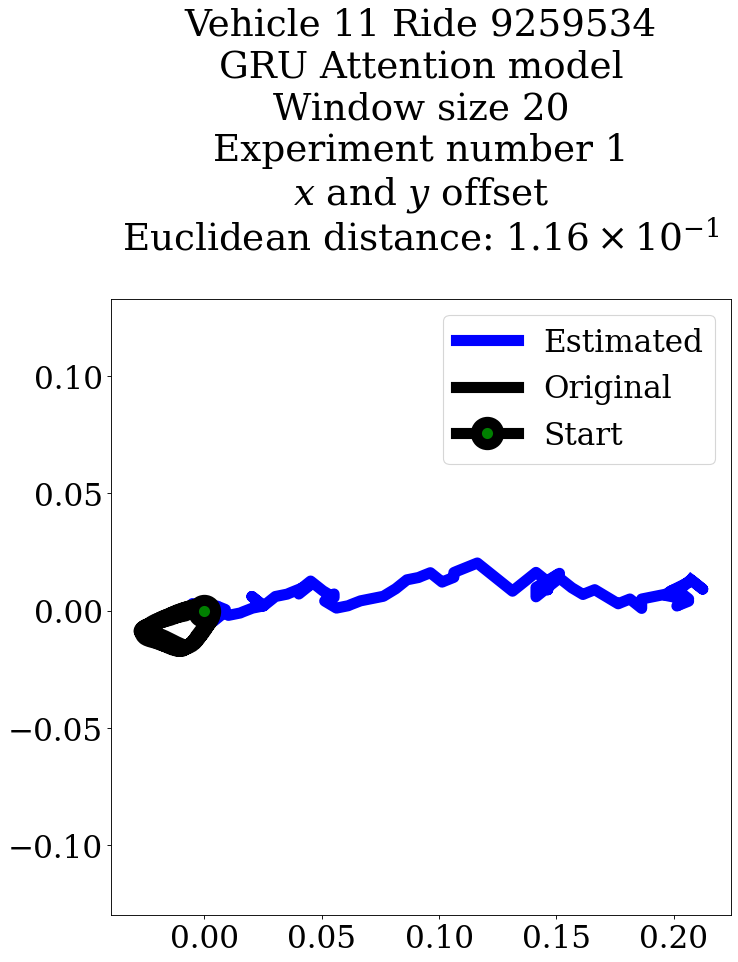 Vehicle 11 Ride 9259534
GRU Attention model
Window size 20
Experiment number 1
x and y offset
Euclidean distance: 1.16 × 10⁻¹
Estimated
Original
Start
0.10
0.05
0.00
−0.05
−0.10
0.00 0.05 0.10 0.15 0.20